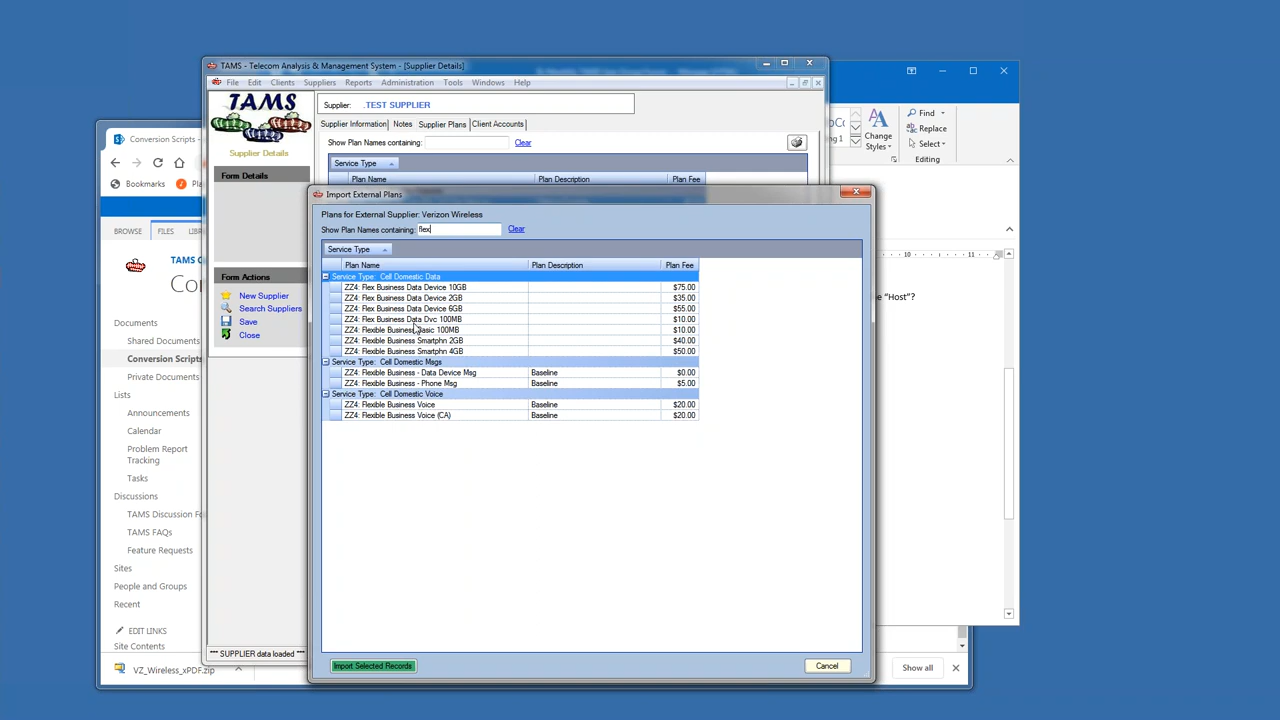 TAMS - Telecom Analysis & Management System - [Supplier Details]
File Edit Clients Suppliers Reports Administration Tools Windows Help
TAMS
Supplier Details
Supplier: .TEST SUPPLIER
Supplier Information Notes Supplier Plans Client Accounts
Show Plan Names containing: Clear
Service Type
Plan Name Plan Description Plan Fee
Find
Replace
Select
Change
Styles
Editing
Conversion Scripts -
Bookmarks
BROWSE FILES
TAMS
Documents
Shared Documents
Conversion Scripts
Private Documents
Lists
Announcements
Calendar
Problem Report
Tracking
Tasks
Discussions
TAMS Discussion
TAMS FAQs
Feature Requests
Sites
People and Groups
Recent
EDIT LINKS
Site Contents
VZ_Wireless_xPDF.zip
Show all
Form Details
Form Actions
New Supplier
Search Suppliers
Save
Close
*** SUPPLIER data loaded ***
10 11
"Host"?
Import External Plans
Plans for External Supplier: Verizon Wireless
Show Plan Names containing: flex Clear
Service Type
Plan Name Plan Description Plan Fee
Service Type: Cell Domestic Data
ZZ4: Flex Business Data Device 10GB $75.00
ZZ4: Flex Business Data Device 2GB $35.00
ZZ4: Flex Business Data Device 6GB $55.00
ZZ4: Flex Business Data Dvc 100MB $10.00
ZZ4: Flexible Business Basic 100MB $10.00
ZZ4: Flexible Business Smartphn 2GB $40.00
ZZ4: Flexible Business Smartphn 4GB $50.00
Service Type: Cell Domestic Msgs
ZZ4: Flexible Business - Data Device Msg Baseline $0.00
ZZ4: Flexible Business - Phone Msg Baseline $5.00
Service Type: Cell Domestic Voice
ZZ4: Flexible Business Voice Baseline $20.00
ZZ4: Flexible Business Voice (CA) Baseline $20.00
Import Selected Records
Cancel